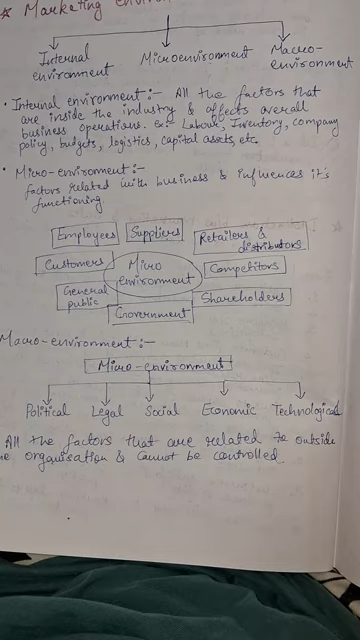 * Marketing
Internal environment
Microenvironment
Macro-environment
• Internal environment :- All the factors that
are inside the industry & affects overall
business operations. ex:- Labour, Inventory, company
policy, budgets, logistics, capital assets, etc.
• Micro-environment :-
factors related with business & influences it's
functioning
Employees
Suppliers
Retailers & distributors
Customers
Micro environment
Competitors
General public
Government
Shareholders
Macro-environment :-
Micro-environment
Political Legal Social Economic Technological
All the factors that are related to outside
organisation & cannot be controlled.